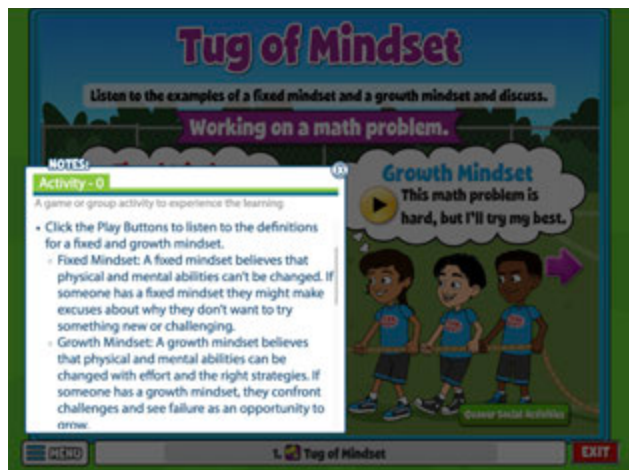 Tug of Mindset
Listen to the examples of a fixed mindset and a growth mindset and discuss.
Working on a math problem.
NOTES:
Activity - 0
A game or group activity to experience the learning
• Click the Play Buttons to listen to the definitions
for a fixed and growth mindset.
◦ Fixed Mindset: A fixed mindset believes that
physical and mental abilities can't be changed. If
someone has a fixed mindset they might make
excuses about why they don't want to try
something new or challenging.
◦ Growth Mindset: A growth mindset believes
that physical and mental abilities can be
changed with effort and the right strategies. If
someone has a growth mindset, they confront
challenges and see failure as an opportunity to
grow.
Growth Mindset
This math problem is
hard, but I'll try my best.
Quaver Social Activities
MENU
1. Tug of Mindset
EXIT